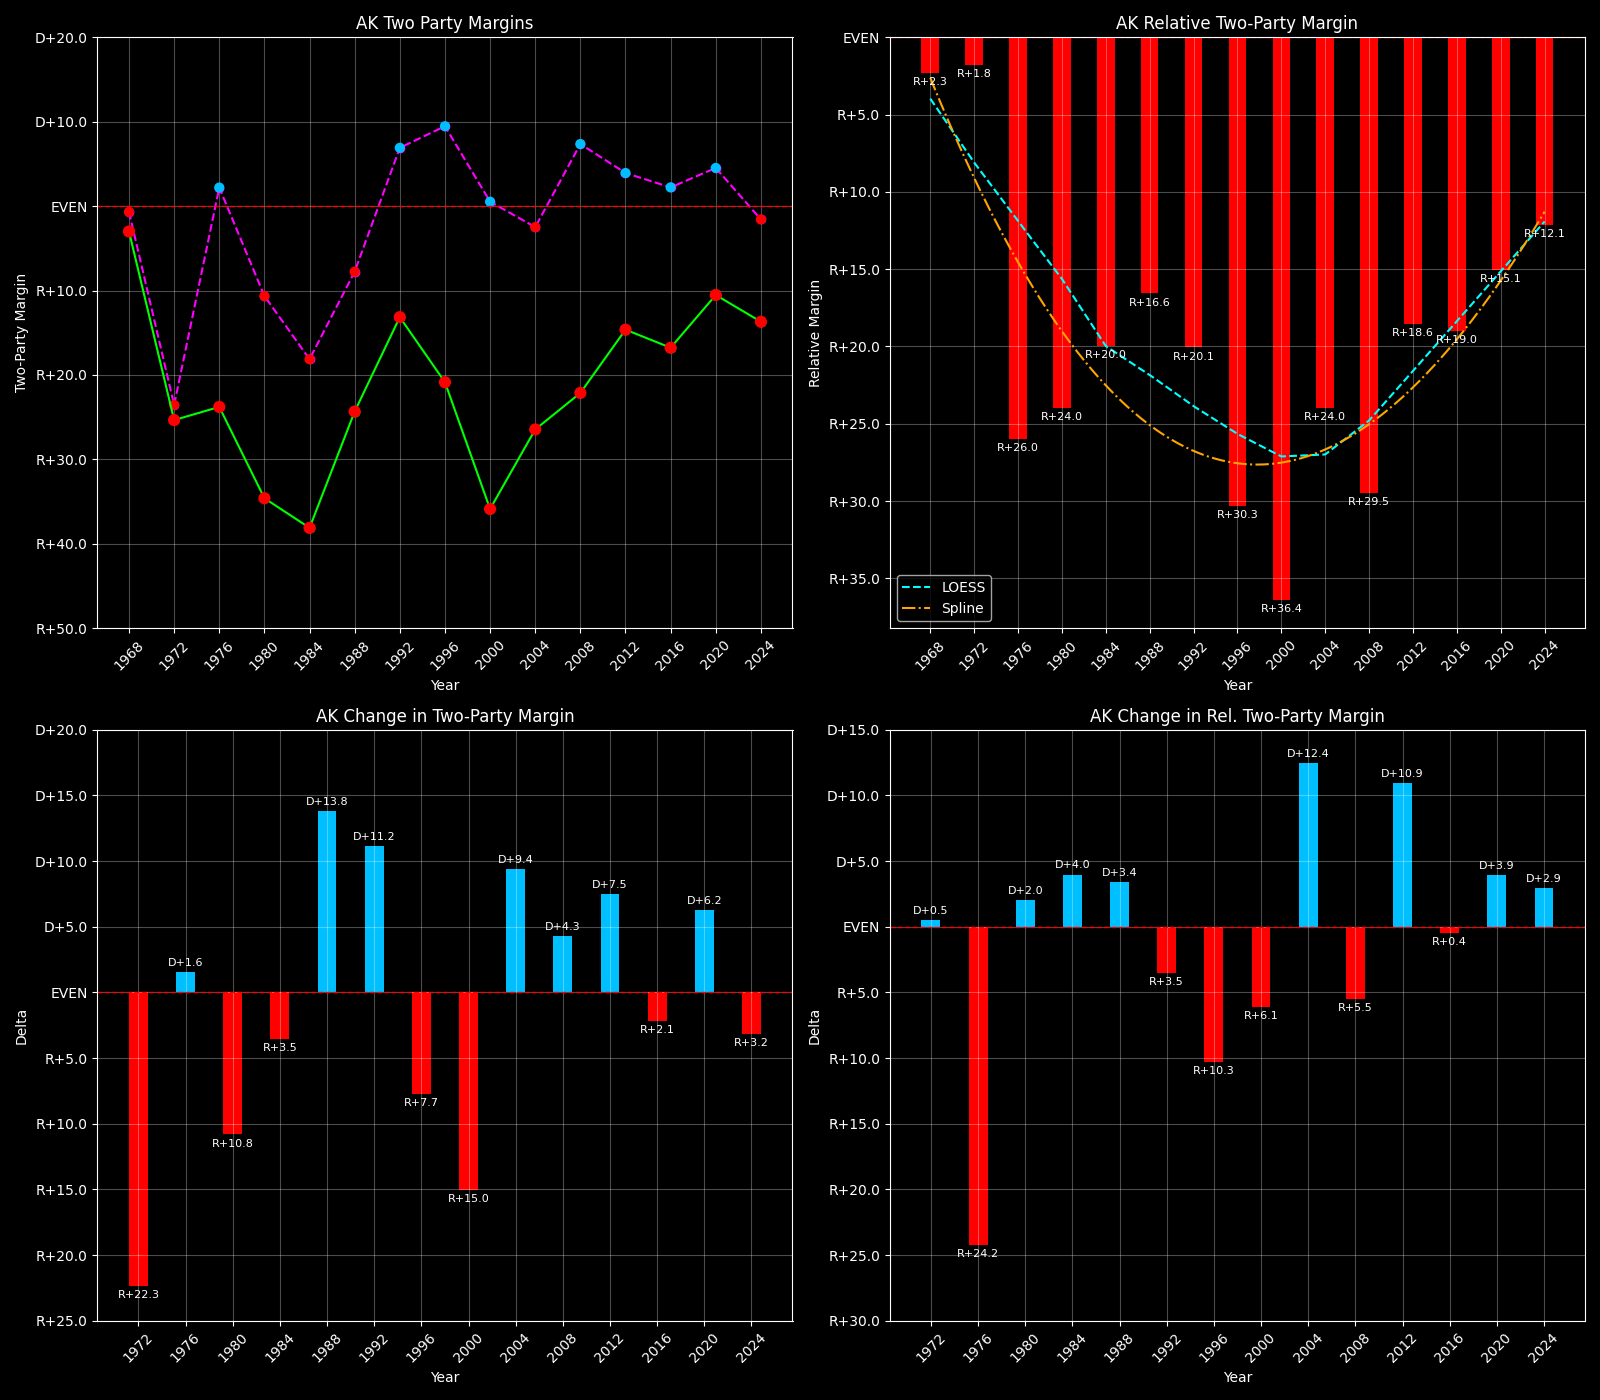 AK Two Party Margins
D+20.0
D+10.0
EVEN
R+10.0
R+20.0
R+30.0
R+40.0
R+50.0
Two-Party Margin
1968
1972
1976
1980
1984
1988
1992
1996
2000
2004
2008
2012
2016
2020
2024
Year
AK Relative Two-Party Margin
EVEN
R+5.0
R+10.0
R+15.0
R+20.0
R+25.0
R+30.0
R+35.0
Relative Margin
R+2.3
R+1.8
R+26.0
R+24.0
R+20.0
R+16.6
R+20.1
R+30.3
R+36.4
R+24.0
R+29.5
R+18.6
R+19.0
R+15.1
R+12.1
LOESS
Spline
1968
1972
1976
1980
1984
1988
1992
1996
2000
2004
2008
2012
2016
2020
2024
Year
AK Change in Two-Party Margin
D+20.0
D+15.0
D+10.0
D+5.0
EVEN
R+5.0
R+10.0
R+15.0
R+20.0
R+25.0
Delta
R+22.3
D+1.6
R+10.8
R+3.5
D+13.8
D+11.2
R+7.7
R+15.0
D+9.4
D+4.3
D+7.5
R+2.1
D+6.2
R+3.2
1972
1976
1980
1984
1988
1992
1996
2000
2004
2008
2012
2016
2020
2024
Year
AK Change in Rel. Two-Party Margin
D+15.0
D+10.0
D+5.0
EVEN
R+5.0
R+10.0
R+15.0
R+20.0
R+25.0
R+30.0
Delta
D+0.5
R+24.2
D+2.0
D+4.0
D+3.4
R+3.5
R+10.3
R+6.1
D+12.4
R+5.5
D+10.9
R+0.4
D+3.9
D+2.9
1972
1976
1980
1984
1988
1992
1996
2000
2004
2008
2012
2016
2020
2024
Year